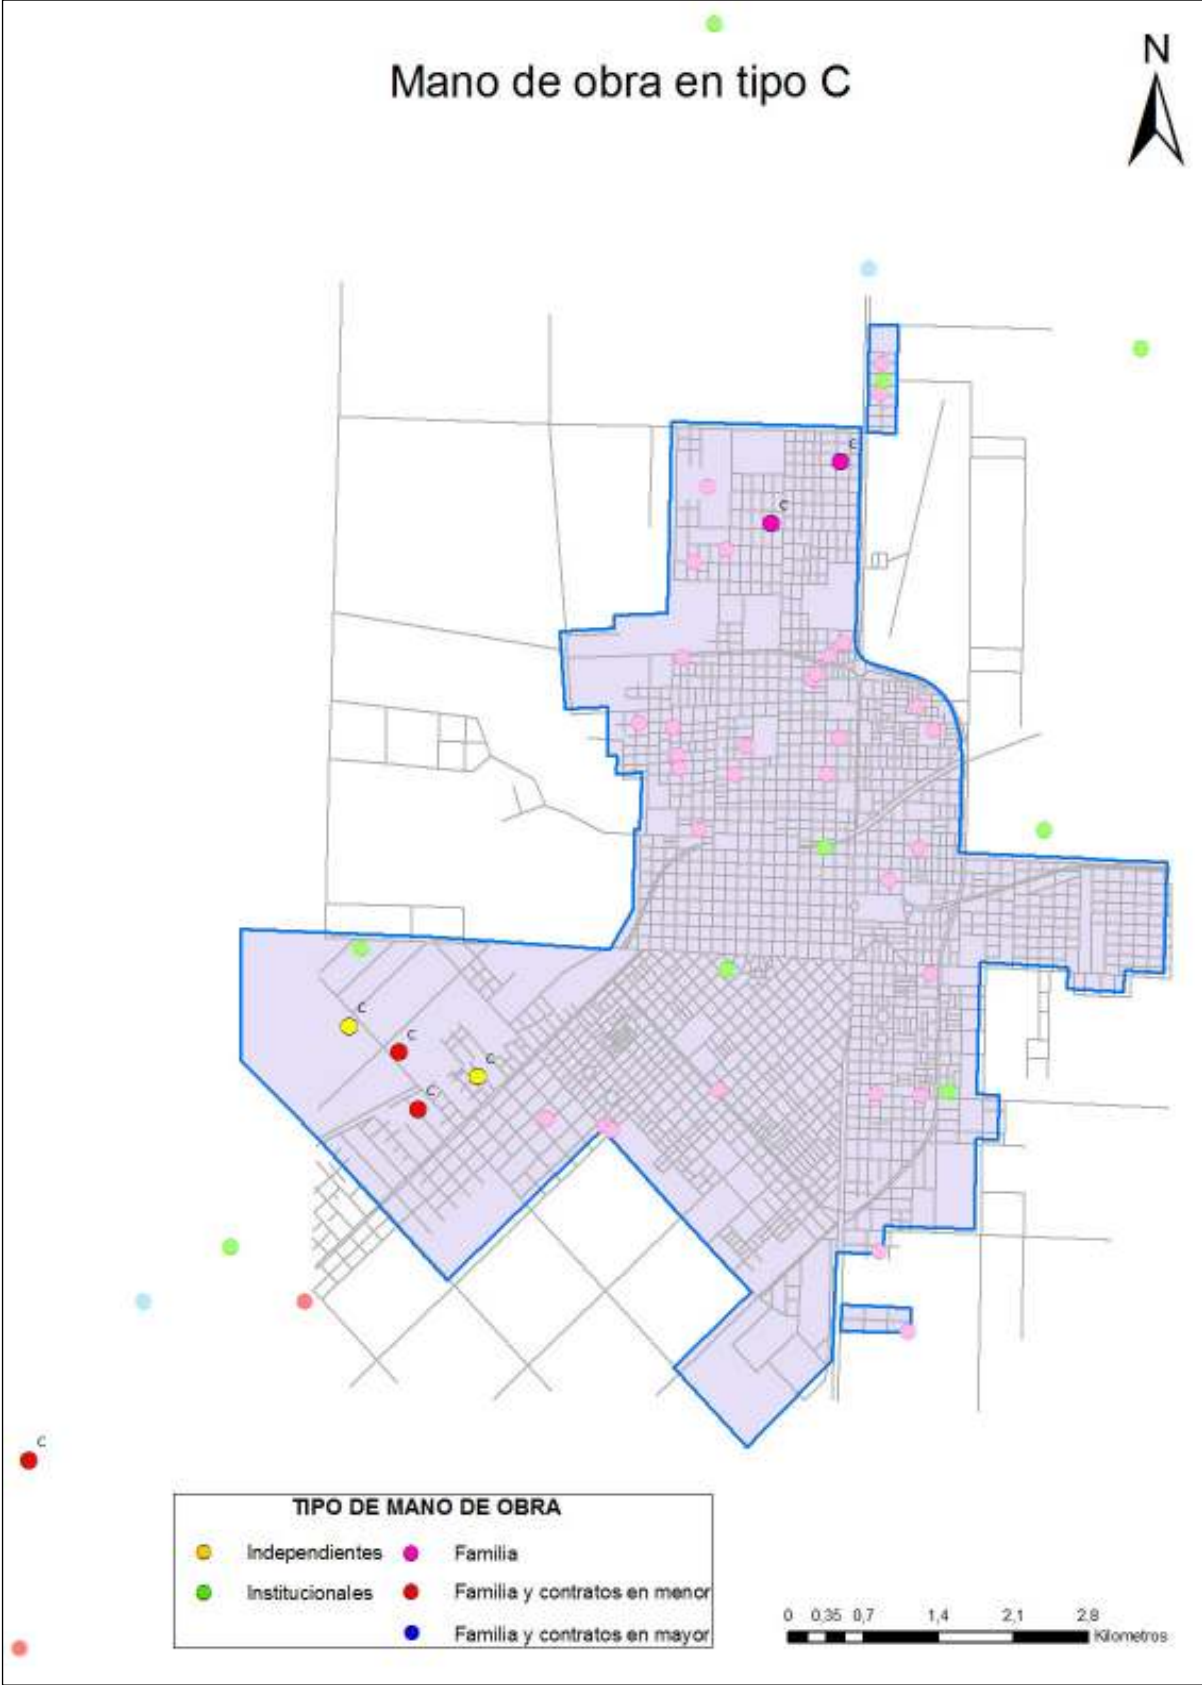 N
Mano de obra en tipo C
C
C
C
C
C
C
C
TIPO DE MANO DE OBRA
Independientes
Familia
Institucionales
Familia y contratos en menor
Familia y contratos en mayor
0 0,35 0,7 1,4 2,1 2,8
Kilometros